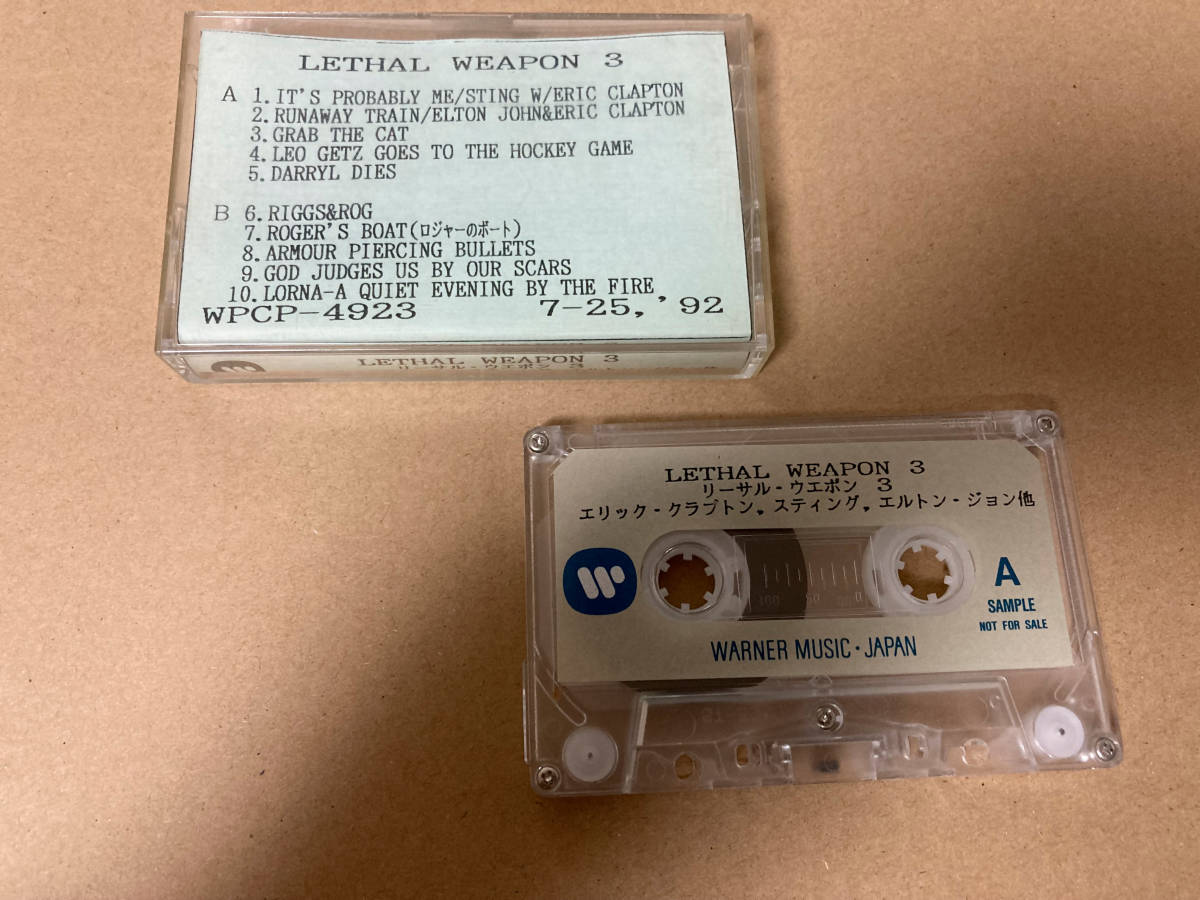 LETHAL WEAPON 3
A 1. IT'S PROBABLY ME/STING W/ERIC CLAPTON
2. RUNAWAY TRAIN/ELTON JOHN&ERIC CLAPTON
3. GRAB THE CAT
4. LEO GETZ GOES TO THE HOCKEY GAME
5. DARRYL DIES
B 6. RIGGS&ROG
7. ROGER'S BOAT(ロジャーのボート)
8. ARMOUR PIERCING BULLETS
9. GOD JUDGES US BY OUR SCARS
10. LORNA-A QUIET EVENING BY THE FIRE
WPCP-4923 7-25, '92
LETHAL WEAPON 3
リーサル-ウエポン 3
LETHAL WEAPON 3
リーサル-ウエポン 3
エリック-クラプトン, スティング, エルトン-ジョン他
A
SAMPLE
NOT FOR SALE
100 50 0
WARNER MUSIC・JAPAN